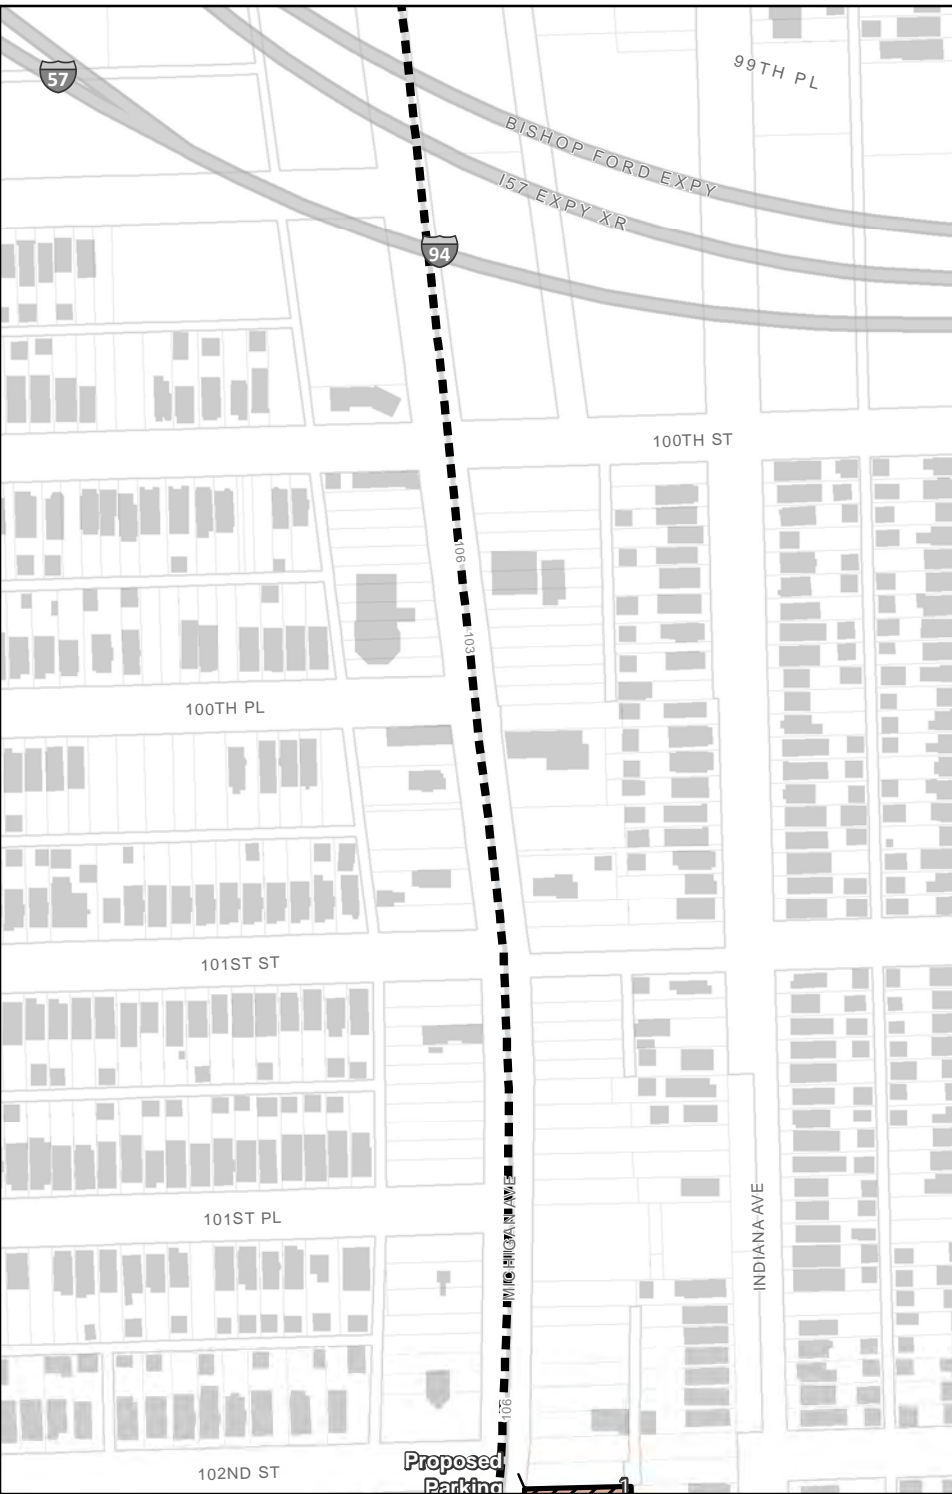 99TH PL
57
BISHOP FORD EXPY
I57 EXPY XR
94
100TH ST
106
103
100TH PL
101ST ST
MICHIGAN AVE
INDIANA AVE
101ST PL
106
102ND ST
Proposed
Parking
1